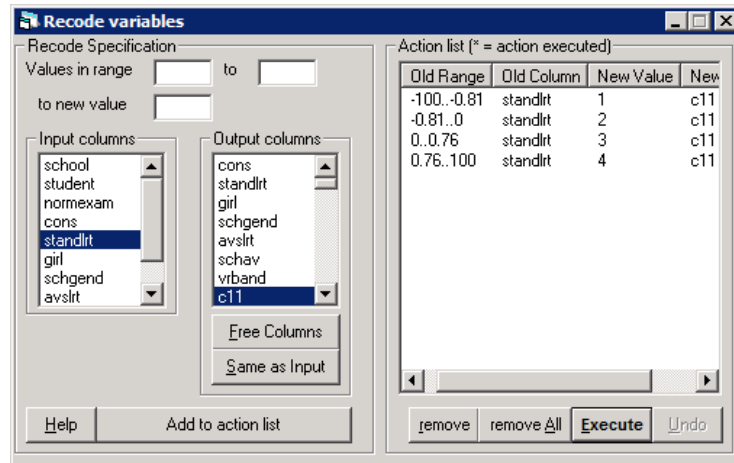 Recode variables
Recode Specification
Values in range to
to new value
Input columns
school
student
normexam
cons
standlrt
girl
schgend
avslrt
Output columns
cons
standlrt
girl
schgend
avslrt
schav
vrband
c11
Free Columns
Same as Input
Help Add to action list
Action list (* = action executed)
Old Range Old Column New Value New
-100..-0.81 standlrt 1 c11
-0.81..0 standlrt 2 c11
0..0.76 standlrt 3 c11
0.76..100 standlrt 4 c11
remove remove All Execute Undo